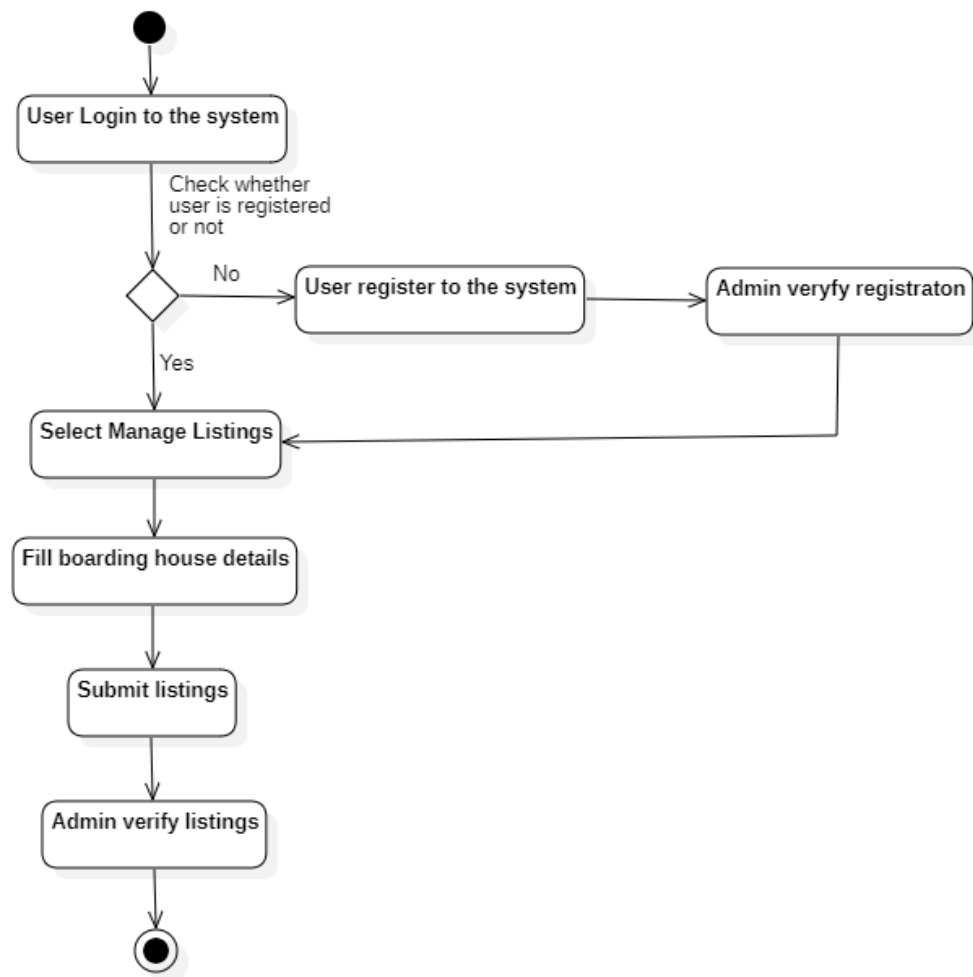 User Login to the system
Check whether
user is registered
or not
No
User register to the system
Admin veryfy registraton
Yes
Select Manage Listings
Fill boarding house details
Submit listings
Admin verify listings